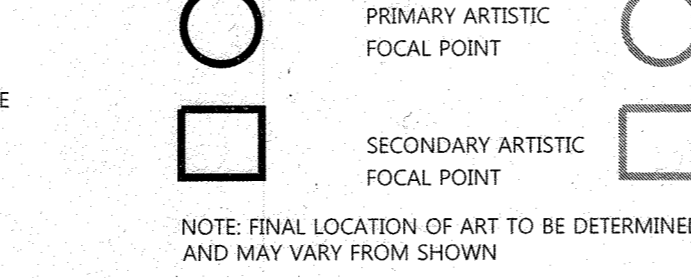 PRIMARY ARTISTIC
FOCAL POINT
E
SECONDARY ARTISTIC
FOCAL POINT
NOTE: FINAL LOCATION OF ART TO BE DETERMINED
AND MAY VARY FROM SHOWN